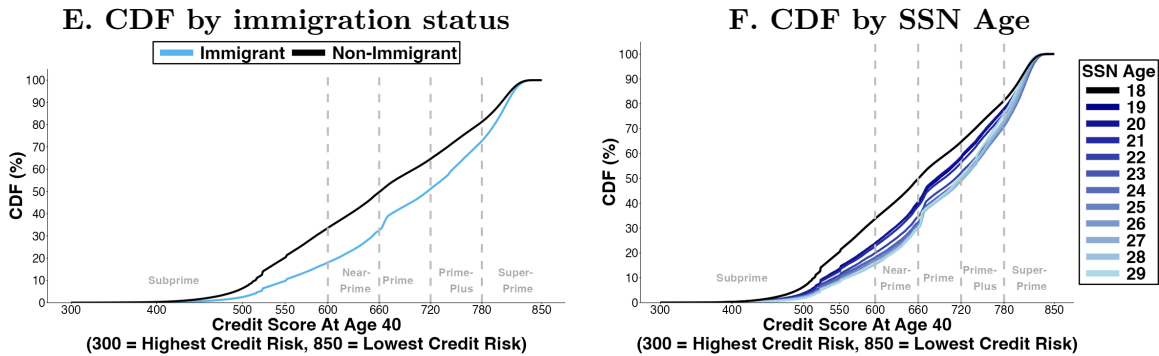 E. CDF by immigration status
Immigrant Non-Immigrant
CDF (%)
100
90
80
70
60
50
40
30
20
10
0
Subprime
Near-
Prime
Prime
Prime-
Plus
Super-
Prime
300 400 500 550 600 660 720 780 850
Credit Score At Age 40
(300 = Highest Credit Risk, 850 = Lowest Credit Risk)
F. CDF by SSN Age
CDF (%)
100
90
80
70
60
50
40
30
20
10
0
Subprime
Near-
Prime
Prime
Prime-
Plus
Super-
Prime
300 400 500 550 600 660 720 780 850
Credit Score At Age 40
(300 = Highest Credit Risk, 850 = Lowest Credit Risk)
SSN Age
18
19
20
21
22
23
24
25
26
27
28
29